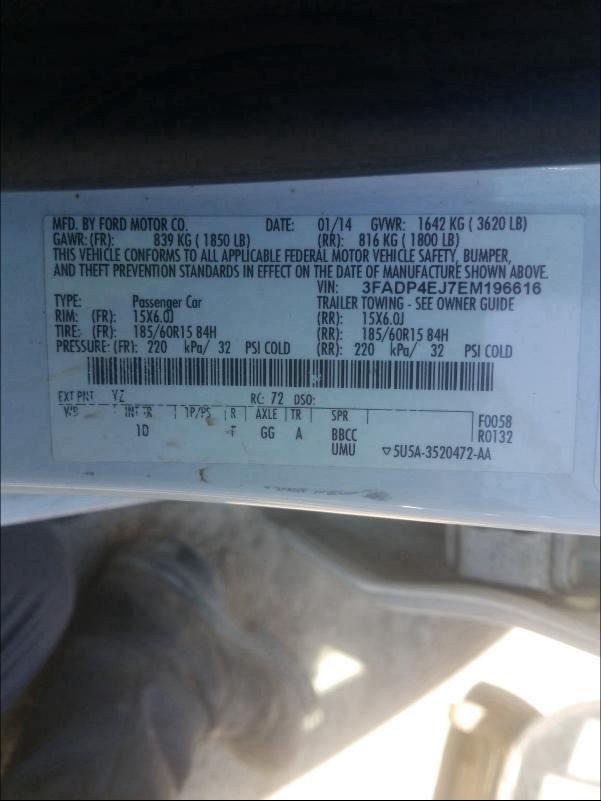 MFD. BY FORD MOTOR CO. DATE: 01/14 GVWR: 1642 KG ( 3620 LB)
GAWR: (FR): 839 KG ( 1850 LB) (RR): 816 KG ( 1800 LB)
THIS VEHICLE CONFORMS TO ALL APPLICABLE FEDERAL MOTOR VEHICLE SAFETY, BUMPER,
AND THEFT PREVENTION STANDARDS IN EFFECT ON THE DATE OF MANUFACTURE SHOWN ABOVE.
VIN: 3FADP4EJ7EM196616
TYPE: Passenger Car TRAILER TOWING - SEE OWNER GUIDE
RIM: (FR): 15X6.0J (RR): 15X6.0J
TIRE: (FR): 185/60R15 84H (RR): 185/60R15 84H
PRESSURE: (FR): 220 kPa/ 32 PSI COLD (RR): 220 kPa/ 32 PSI COLD
EXT PNT YZ RC: 72 DSO:
WB INT TR TP/PS R AXLE TR SPR F0058
1D F GG A BBCC R0132
UMU ▽5U5A-3520472-AA